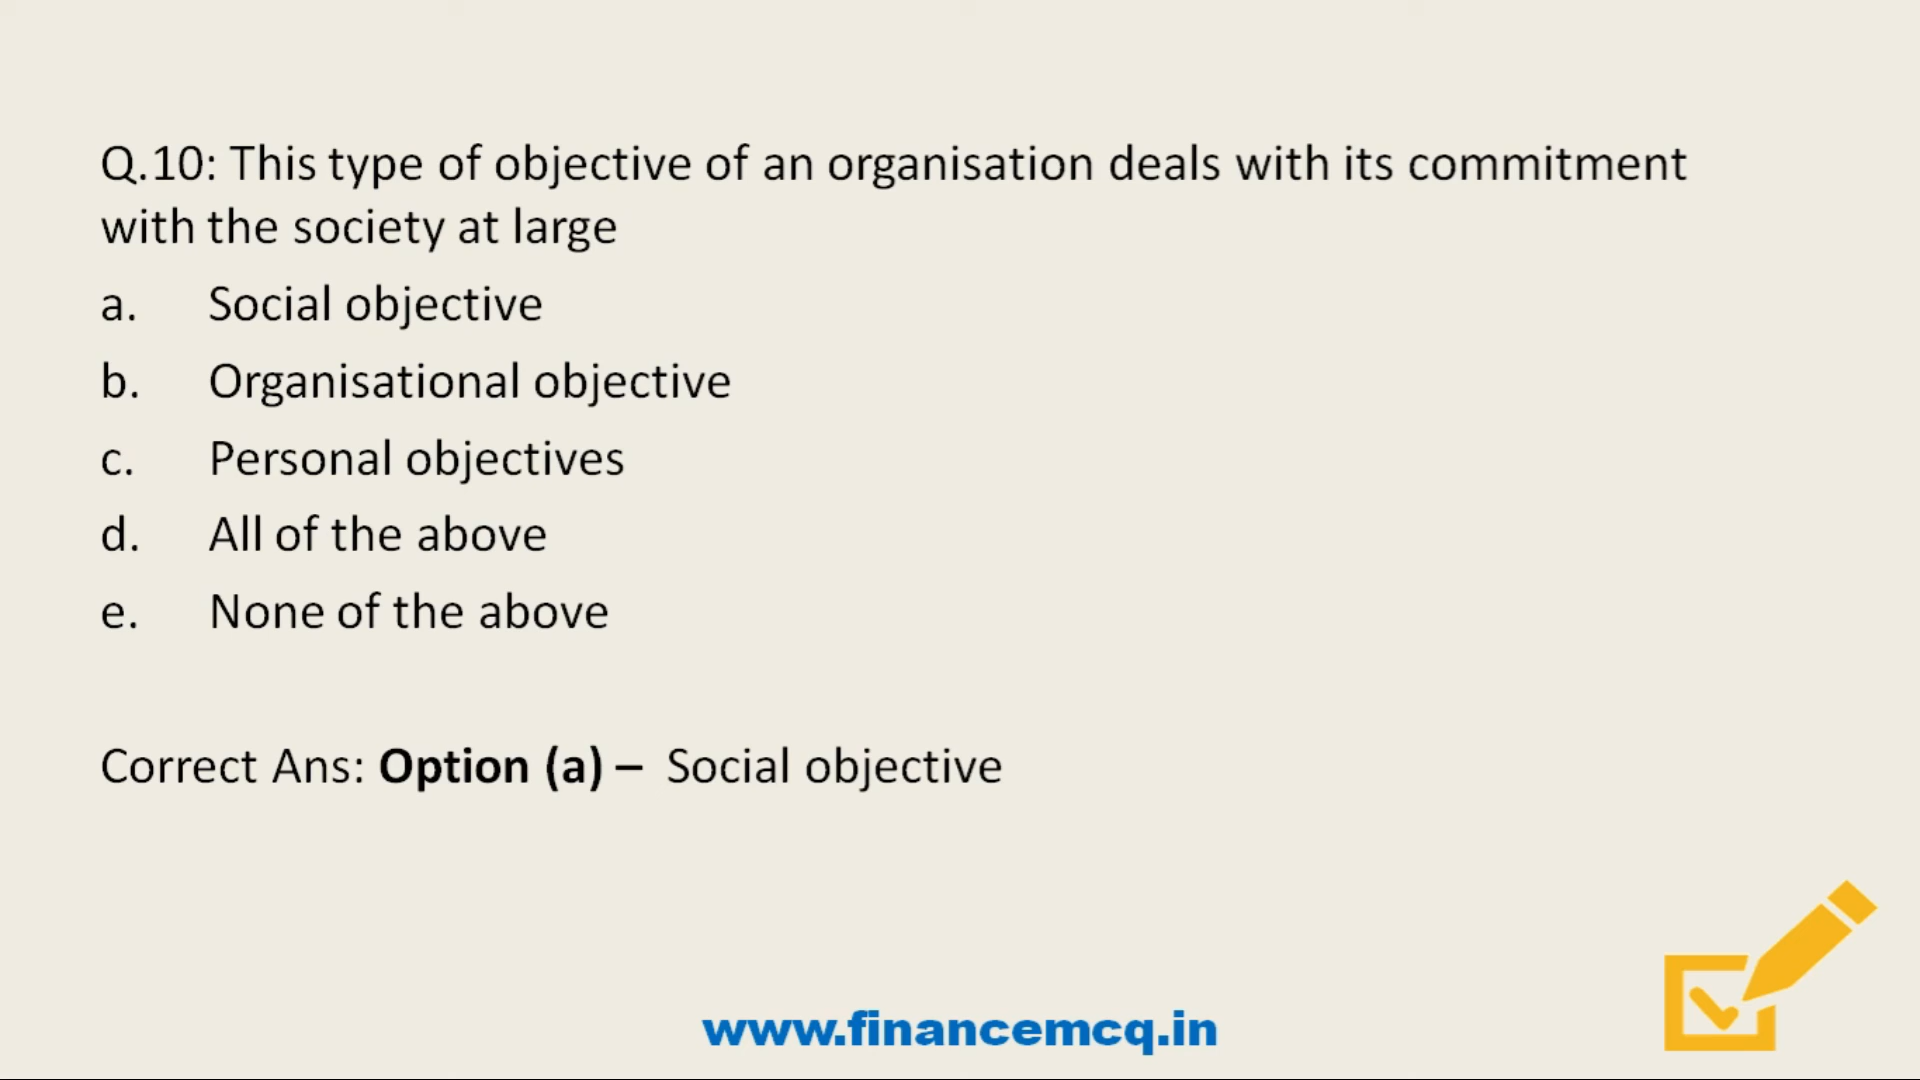 Q.10: This type of objective of an organisation deals with its commitment
with the society at large
a. Social objective
b. Organisational objective
c. Personal objectives
d. All of the above
e. None of the above
Correct Ans: Option (a) – Social objective
www.financemcq.in